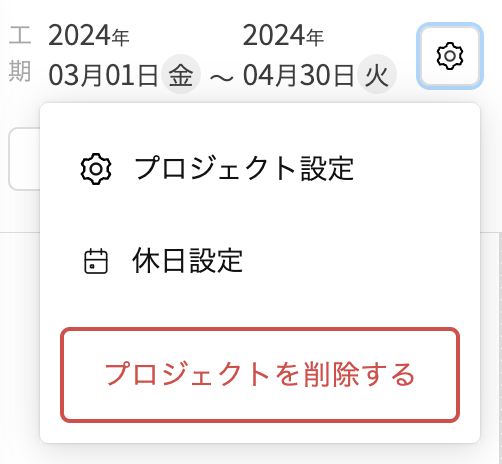 工期
2024年
03月01日 金 ～
2024年
04月30日 火
プロジェクト設定
休日設定
プロジェクトを削除する